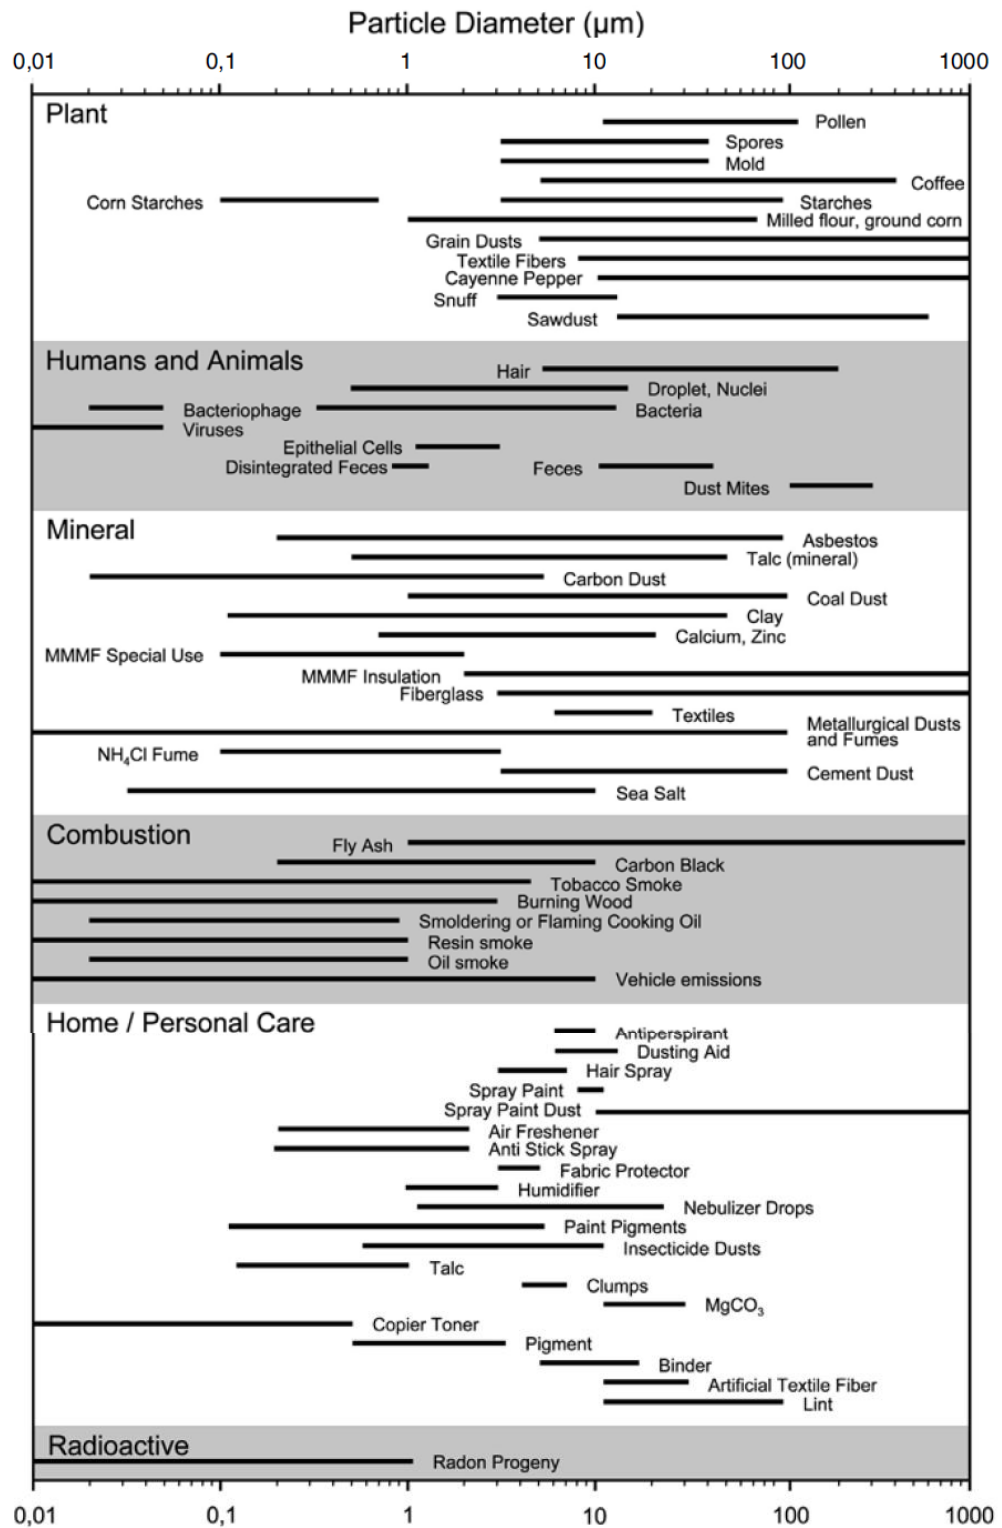 Particle Diameter (µm)
0,01 0,1 1 10 100 1000
Plant
Pollen
Spores
Mold
Coffee
Corn Starches Starches
Milled flour, ground corn
Grain Dusts
Textile Fibers
Cayenne Pepper
Snuff
Sawdust
Humans and Animals
Hair
Droplet, Nuclei
Bacteriophage Bacteria
Viruses
Epithelial Cells
Disintegrated Feces Feces
Dust Mites
Mineral
Asbestos
Talc (mineral)
Carbon Dust
Coal Dust
Clay
Calcium, Zinc
MMMF Special Use
MMMF Insulation
Fiberglass
Textiles
Metallurgical Dusts
and Fumes
NH₄Cl Fume
Cement Dust
Sea Salt
Combustion
Fly Ash
Carbon Black
Tobacco Smoke
Burning Wood
Smoldering or Flaming Cooking Oil
Resin smoke
Oil smoke
Vehicle emissions
Home / Personal Care
Antiperspirant
Dusting Aid
Hair Spray
Spray Paint
Spray Paint Dust
Air Freshener
Anti Stick Spray
Fabric Protector
Humidifier
Nebulizer Drops
Paint Pigments
Insecticide Dusts
Talc
Clumps
MgCO₃
Copier Toner
Pigment
Binder
Artificial Textile Fiber
Lint
Radioactive
Radon Progeny
0,01 0,1 1 10 100 1000